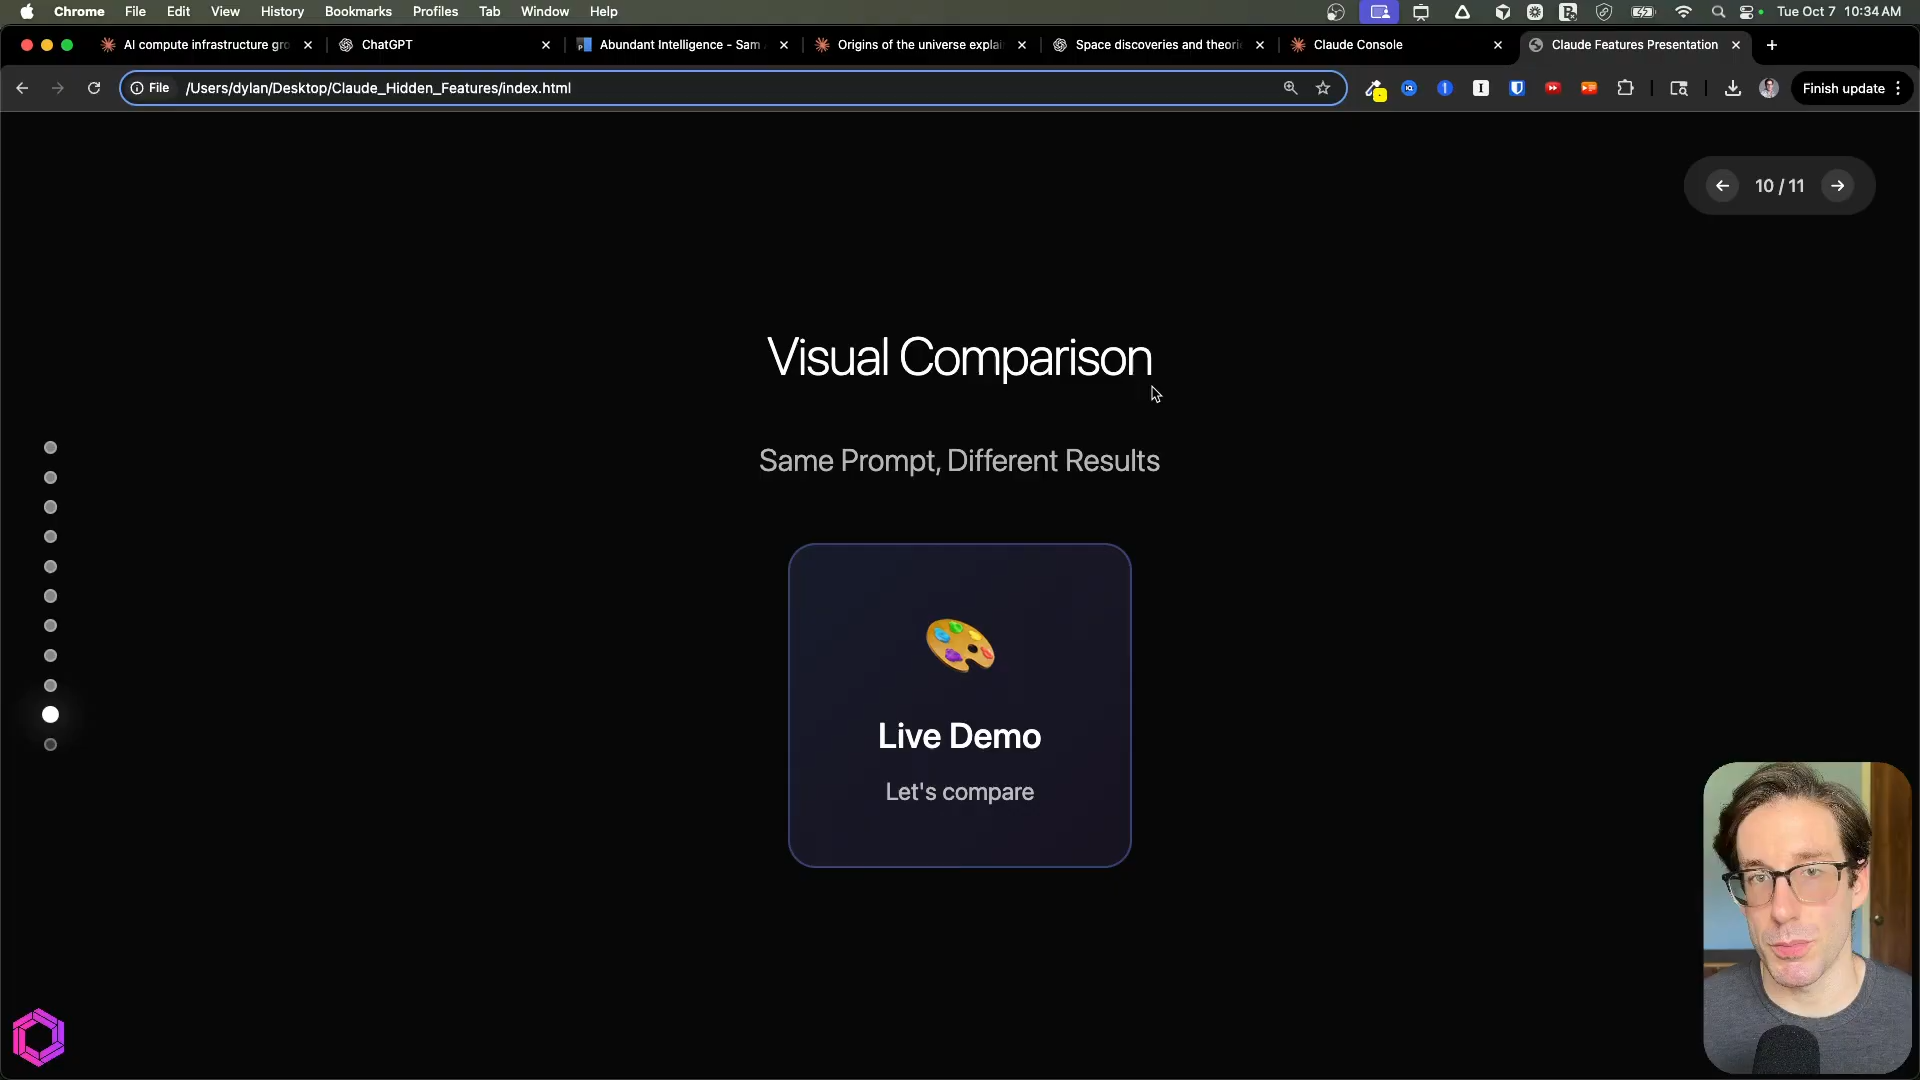 Chrome File Edit View History Bookmarks Profiles Tab Window Help Tue Oct 7 10:34 AM
AI compute infrastructure gro ChatGPT Abundant Intelligence - Sam Origins of the universe explai Space discoveries and theori Claude Console Claude Features Presentation
File /Users/dylan/Desktop/Claude_Hidden_Features/index.html Finish update
10 / 11
Visual Comparison
Same Prompt, Different Results
Live Demo
Let's compare